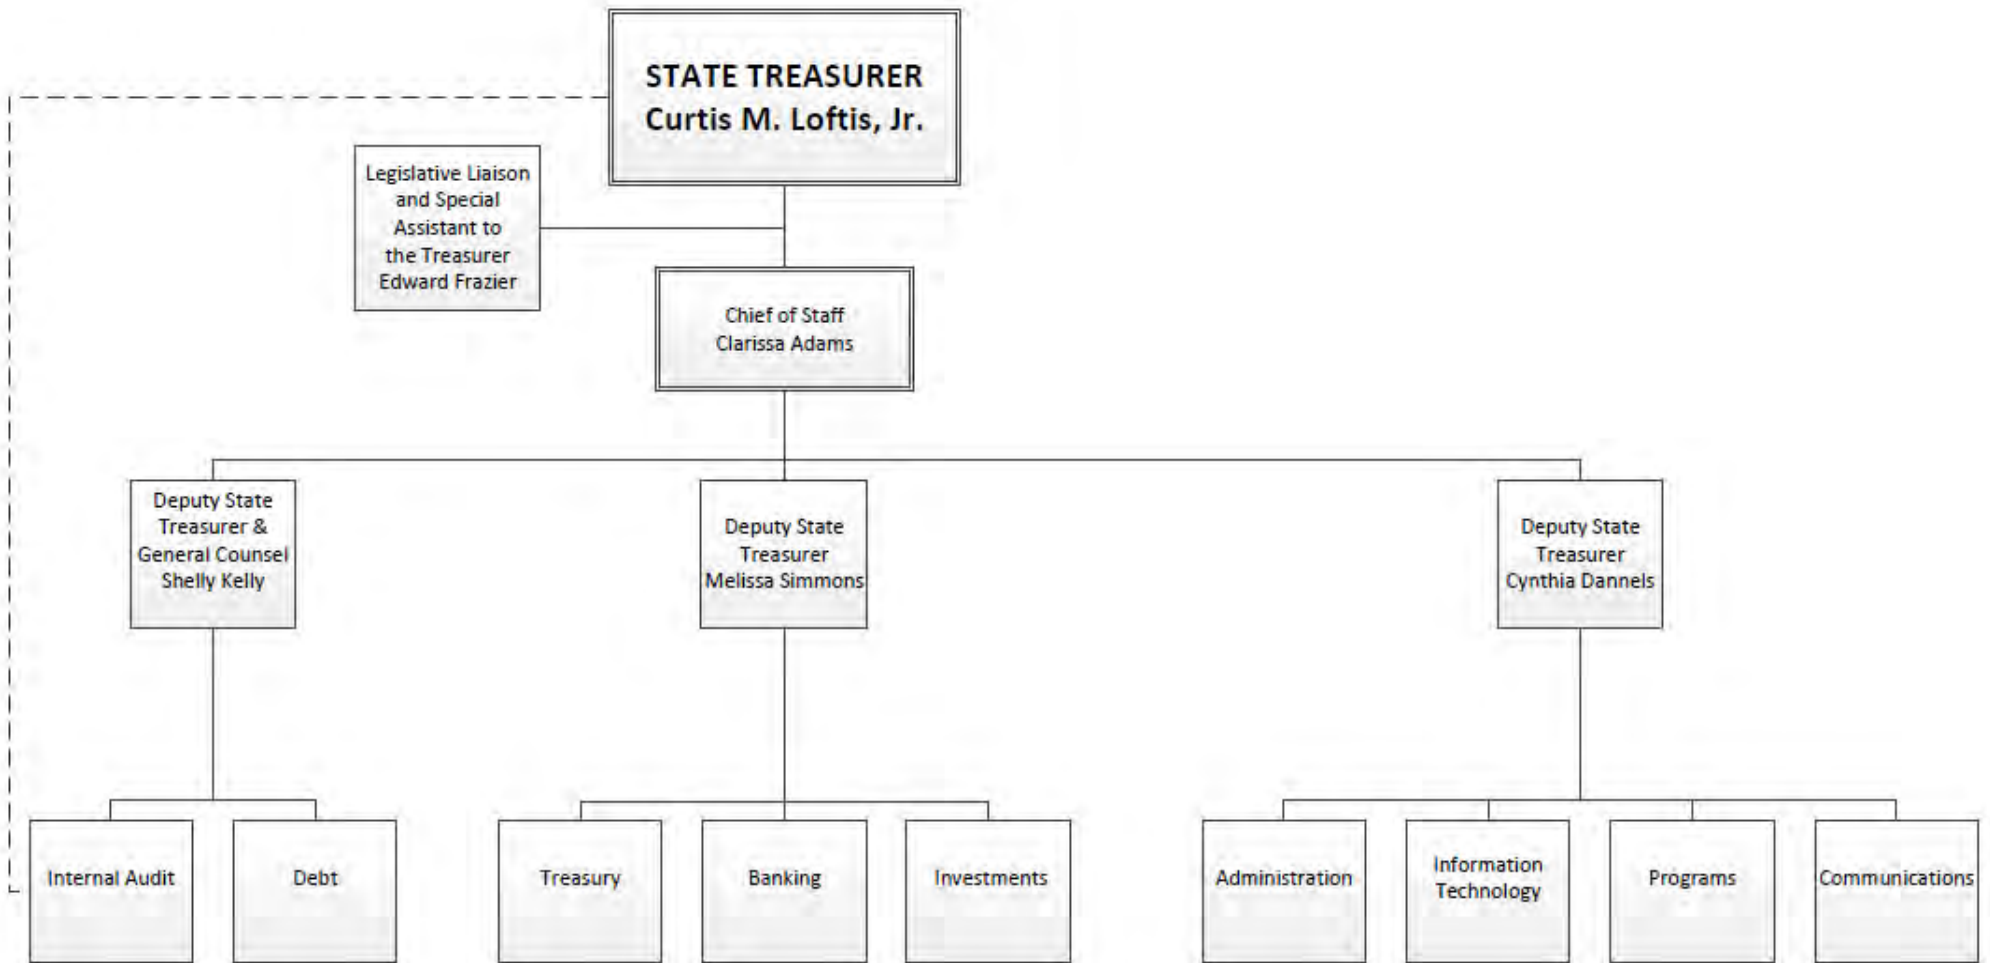 STATE TREASURER
Curtis M. Loftis, Jr.
Legislative Liaison
and Special
Assistant to
the Treasurer
Edward Frazier
Chief of Staff
Clarissa Adams
Deputy State
Treasurer &
General Counsel
Shelly Kelly
Deputy State
Treasurer
Melissa Simmons
Deputy State
Treasurer
Cynthia Dannels
Internal Audit
Debt
Treasury
Banking
Investments
Administration
Information
Technology
Programs
Communications